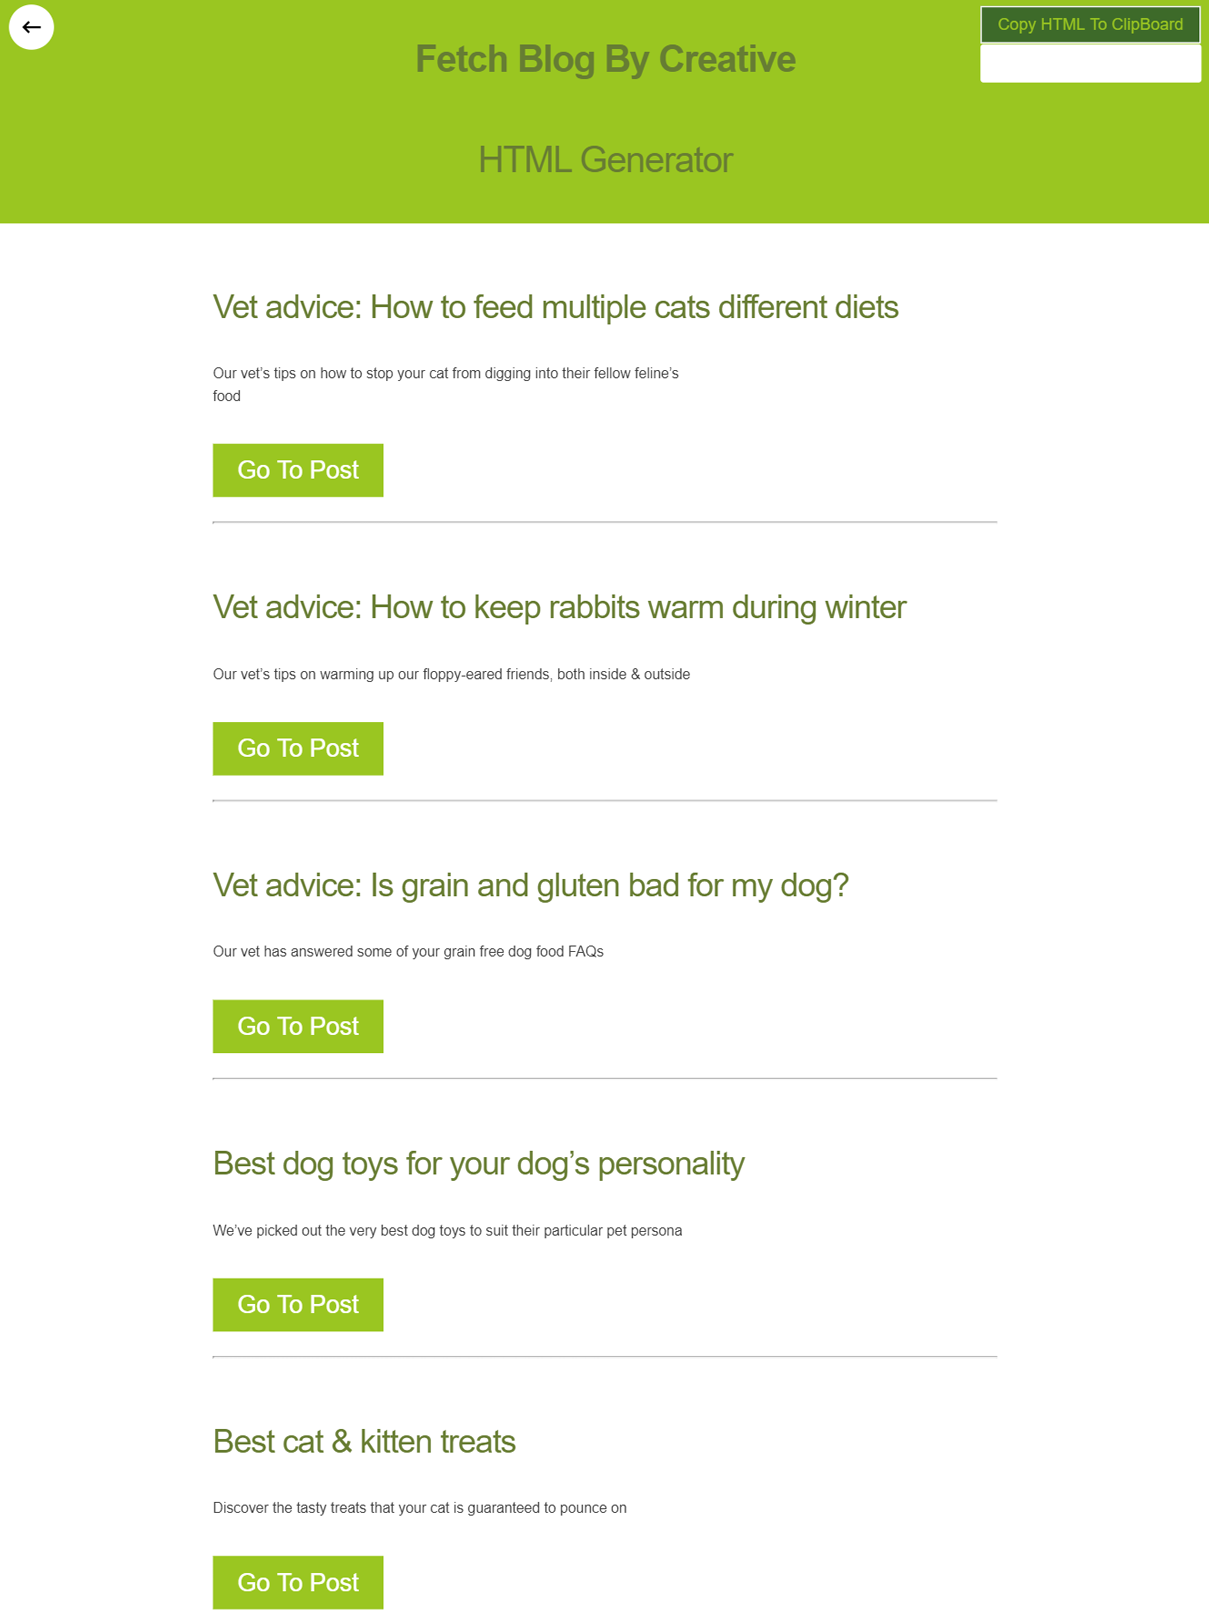 Copy HTML To ClipBoard
Fetch Blog By Creative
HTML Generator
Vet advice: How to feed multiple cats different diets
Our vet’s tips on how to stop your cat from digging into their fellow feline’s
food
Go To Post
Vet advice: How to keep rabbits warm during winter
Our vet’s tips on warming up our floppy-eared friends, both inside & outside
Go To Post
Vet advice: Is grain and gluten bad for my dog?
Our vet has answered some of your grain free dog food FAQs
Go To Post
Best dog toys for your dog’s personality
We’ve picked out the very best dog toys to suit their particular pet persona
Go To Post
Best cat & kitten treats
Discover the tasty treats that your cat is guaranteed to pounce on
Go To Post